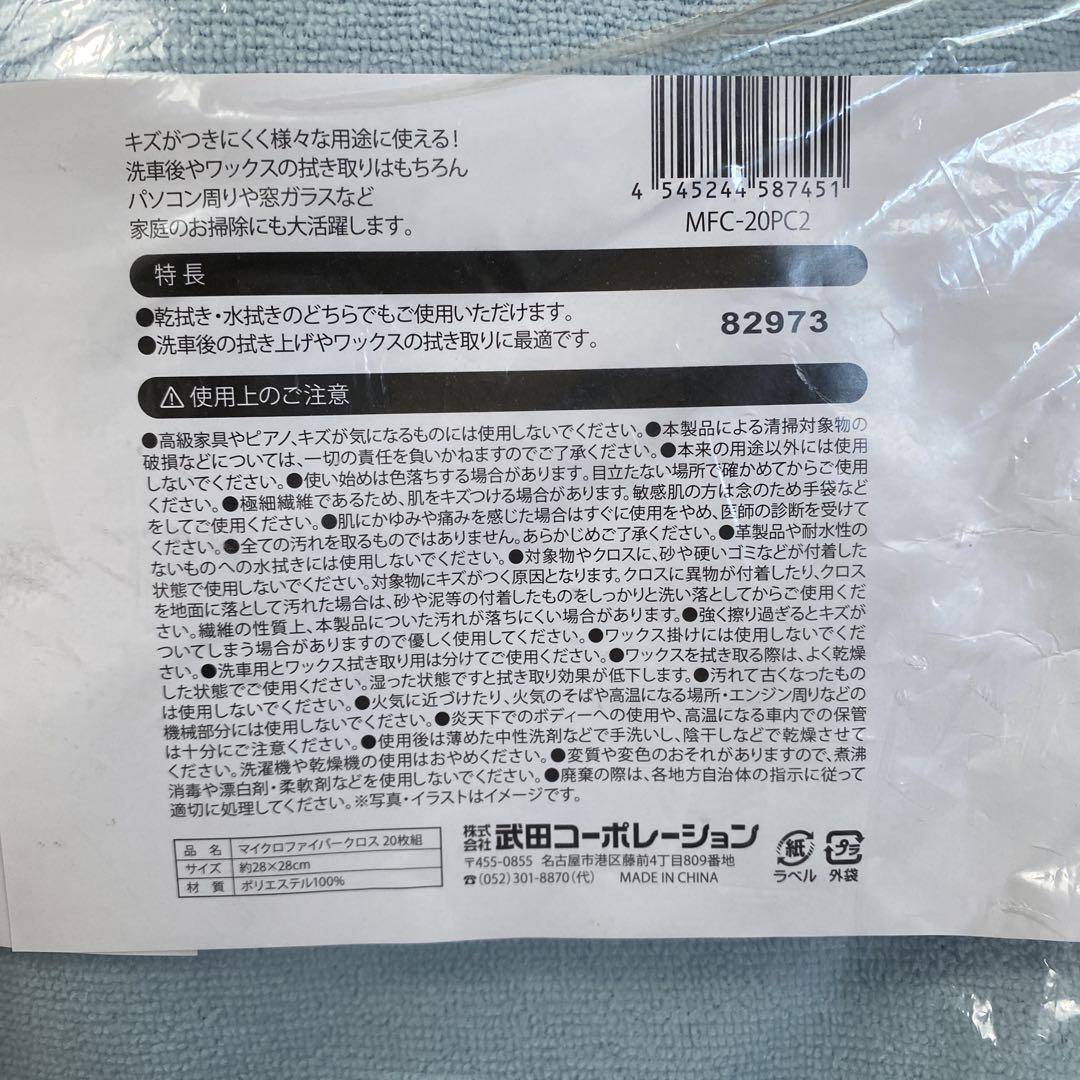 キズがつきにくく様々な用途に使える!
洗車後やワックスの拭き取りはもちろん
パソコン周りや窓ガラスなど
家庭のお掃除にも大活躍します。
4 545244 587451
MFC-20PC2
特長
●乾拭き・水拭きのどちらでもご使用いただけます。
●洗車後の拭き上げやワックスの拭き取りに最適です。
82973
⚠使用上のご注意
●高級家具やピアノ、キズが気になるものには使用しないでください。●本製品による清掃対象物の
破損などについては、一切の責任を負いかねますのでご了承ください。●本来の用途以外には使用
しないでください。●使い始めは色落ちする場合があります。目立たない場所で確かめてからご使用
ください。●極細繊維であるため、肌をキズつける場合があります。敏感肌の方は念のため手袋など
をしてご使用ください。●肌にかゆみや痛みを感じた場合はすぐに使用をやめ、医師の診断を受けて
ください。●全ての汚れを取るものではありません。あらかじめご了承ください。●革製品や耐水性の
ないものへの水拭きには使用しないでください。●対象物やクロスに、砂や硬いゴミなどが付着した
状態で使用しないでください。対象物にキズがつく原因となります。クロスに異物が付着したり、クロス
を地面に落として汚れた場合は、砂や泥等の付着したものをしっかりと洗い落としてからご使用くだ
さい。繊維の性質上、本製品についた汚れが落ちにくい場合があります。●強く擦り過ぎるとキズが
ついてしまう場合がありますので優しく使用してください。●ワックス掛けには使用しないでくだ
さい。●洗車用とワックス拭き取り用は分けてご使用ください。●ワックスを拭き取る際は、よく乾燥
した状態でご使用ください。湿った状態ですと拭き取り効果が低下します。●汚れて古くなったもの
は使用しないでください。●火気に近づけたり、火気のそばや高温になる場所・エンジン周りなどの
機械部分には使用しないでください。●炎天下でのボディーへの使用や、高温になる車内での保管
は十分にご注意ください。●使用後は薄めた中性洗剤などで手洗いし、陰干しなどで乾燥させて
ください。洗濯機や乾燥機の使用はおやめください。●変質や変色のおそれがありますので、煮沸
消毒や漂白剤・柔軟剤などを使用しないでください。●廃棄の際は、各地方自治体の指示に従って
適切に処理してください。※写真・イラストはイメージです。
品名 マイクロファイバークロス 20枚組
サイズ 約28×28cm
材質 ポリエステル100%
株式会社 武田コーポレーション
〒455-0855 名古屋市港区藤前4丁目809番地
☎(052)301-8870(代) MADE IN CHINA
紙 ラベル
プラ 外袋